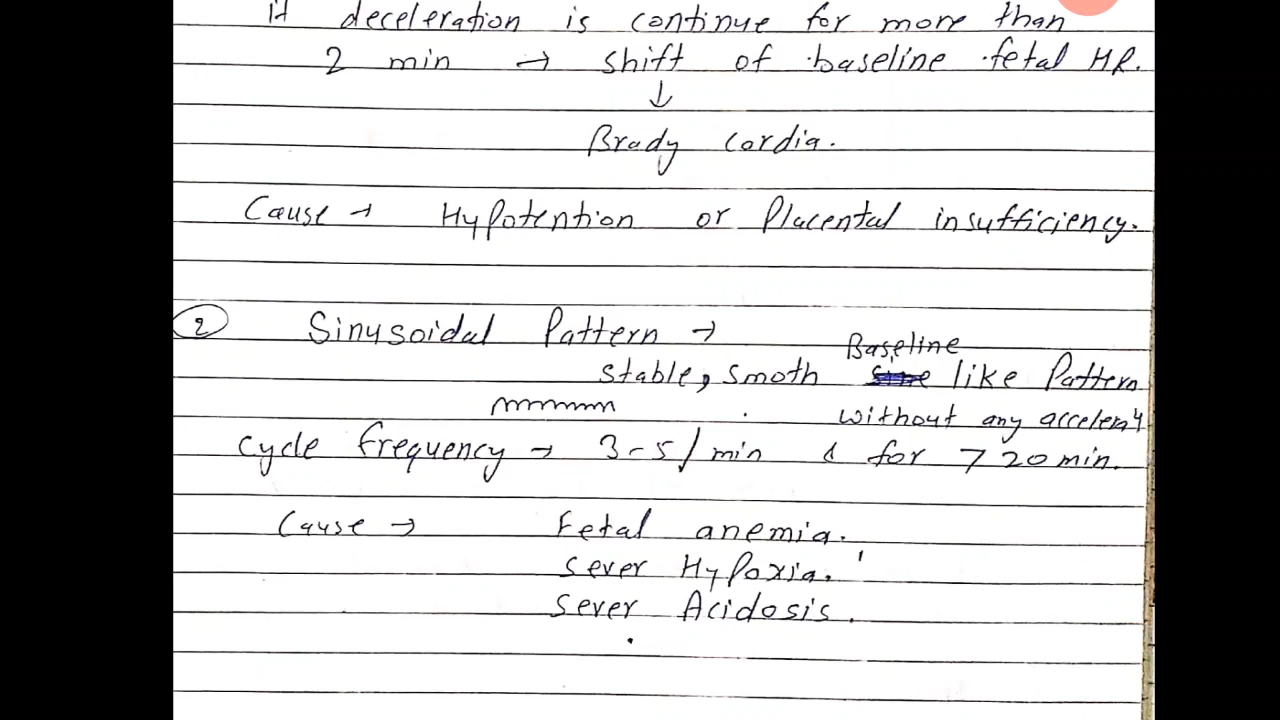 If deceleration is continue for more than
2 min → shift of baseline fetal HR.
↓
Brady cardia.
Cause → Hypotention or Placental insufficiency.
2 Sinusoidal Pattern →
Baseline
stable, smoth like Pattern
without any accelerat
cycle frequency → 3-5/min & for > 20 min.
Cause → Fetal anemia.
Sever Hypoxia.
Sever Acidosis.